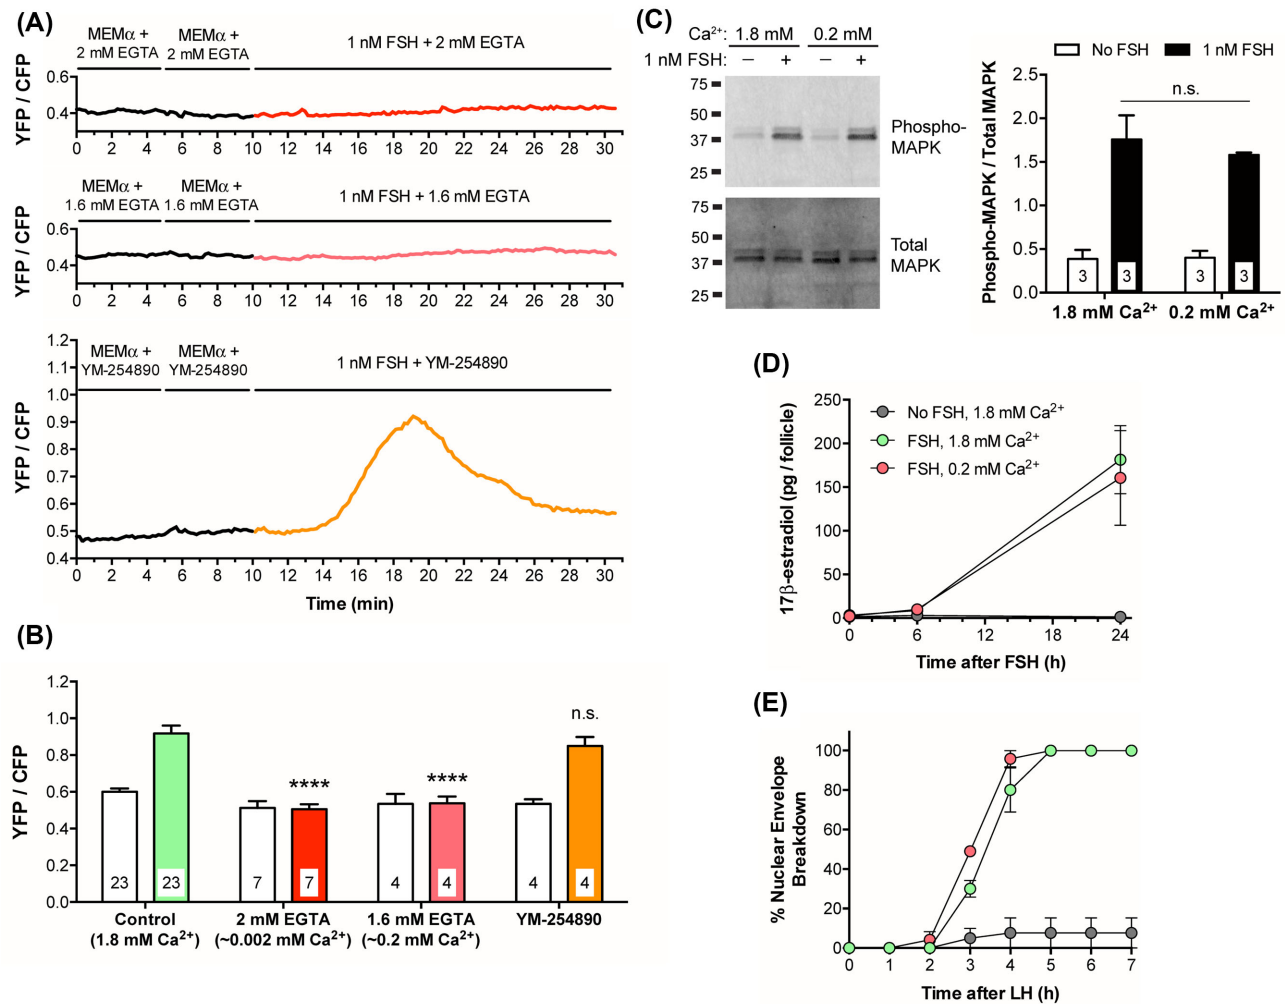 (A)
MEMα +
2 mM EGTA
MEMα +
2 mM EGTA
1 nM FSH + 2 mM EGTA
YFP / CFP
0.6
0.4
0 2 4 6 8 10 12 14 16 18 20 22 24 26 28 30
MEMα +
1.6 mM EGTA
MEMα +
1.6 mM EGTA
1 nM FSH + 1.6 mM EGTA
YFP / CFP
0.6
0.4
0 2 4 6 8 10 12 14 16 18 20 22 24 26 28 30
MEMα +
YM-254890
MEMα +
YM-254890
1 nM FSH + YM-254890
YFP / CFP
1.2
1.1
1.0
0.9
0.8
0.7
0.6
0.5
0.4
0 2 4 6 8 10 12 14 16 18 20 22 24 26 28 30
Time (min)
(B)
YFP / CFP
1.2
1.0
0.8
0.6
0.4
0.2
0.0
**** **** n.s.
23 23 7 7 4 4 4 4
Control
(1.8 mM Ca²⁺)
2 mM EGTA
(~0.002 mM Ca²⁺)
1.6 mM EGTA
(~0.2 mM Ca²⁺)
YM-254890
(C)
Ca²⁺: 1.8 mM 0.2 mM
1 nM FSH: – + – +
75
50
37
25
Phospho-
MAPK
75
50
37
25
Total
MAPK
No FSH 1 nM FSH
Phospho-MAPK / Total MAPK
2.5
2.0
1.5
1.0
0.5
0.0
n.s.
3 3 3 3
1.8 mM Ca²⁺ 0.2 mM Ca²⁺
(D)
17β-estradiol (pg / follicle)
250
200
150
100
50
0
No FSH, 1.8 mM Ca²⁺
FSH, 1.8 mM Ca²⁺
FSH, 0.2 mM Ca²⁺
0 6 12 18 24
Time after FSH (h)
(E)
% Nuclear Envelope
Breakdown
100
80
60
40
20
0
0 1 2 3 4 5 6 7
Time after LH (h)